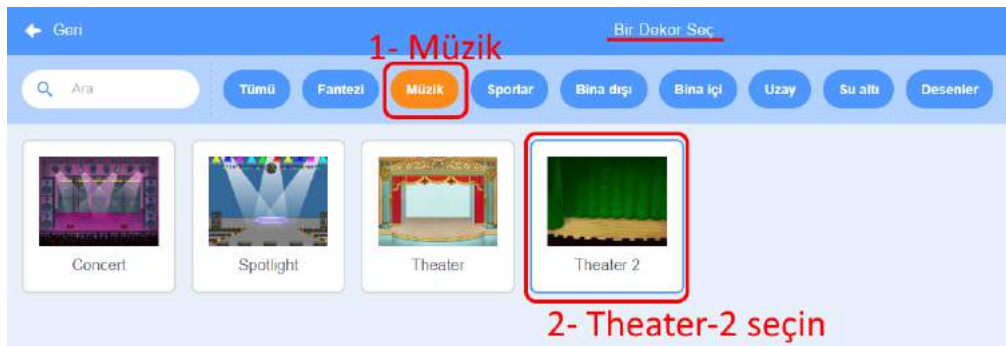 Geri
Bir Dekor Seç
1- Müzik
Ara
Tümü Fantezi Müzik Sporlar Bina dışı Bina içi Uzay Su altı Desenler
Concert Spotlight Theater Theater 2
2- Theater-2 seçin